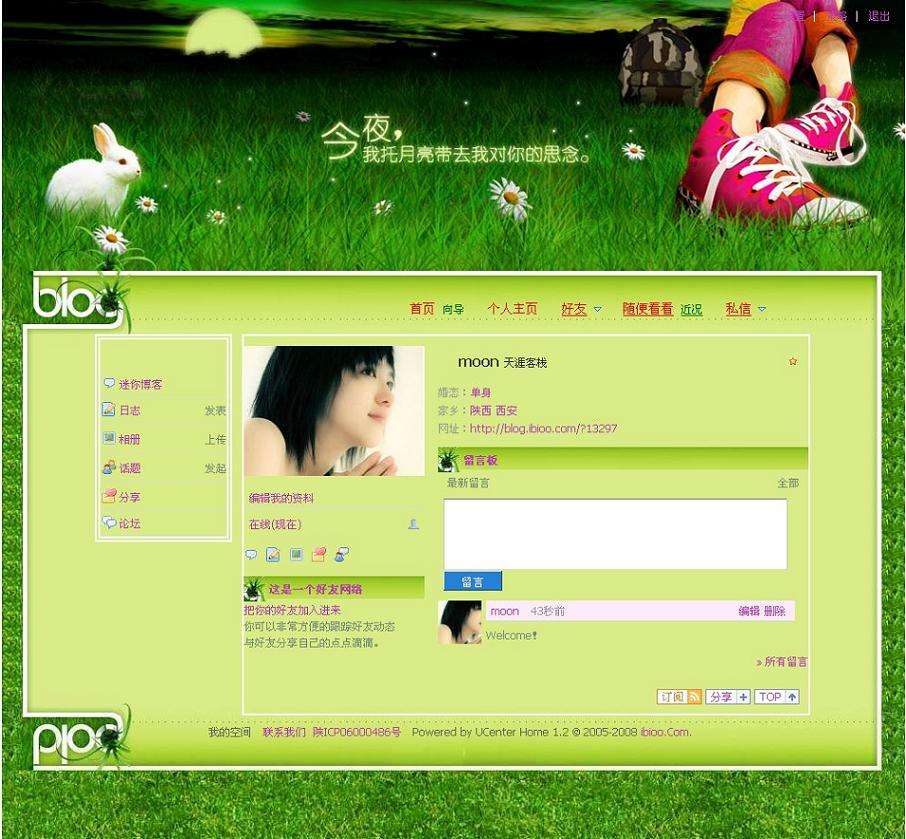 退出
今夜，
我托月亮带去我对你的思念。
bioo
首页 向导 个人主页 好友 随便看看 近况 私信
迷你博客
日志 发表
相册 上传
话题 发起
分享
论坛
编辑我的资料
在线(现在)
这是一个好友网络
把你的好友加入进来
你可以非常方便的跟踪好友动态
与好友分享自己的点点滴滴。
moon 天涯客栈
婚恋：单身
家乡：陕西 西安
网址：http://blog.ibioo.com/?13297
留言板
最新留言 全部
留言
moon 43秒前 编辑 删除
Welcome!
» 所有留言
订阅 分享 TOP
我的空间 联系我们 陕ICP06000486号 Powered by UCenter Home 1.2 © 2005-2008 ibioo.Com.